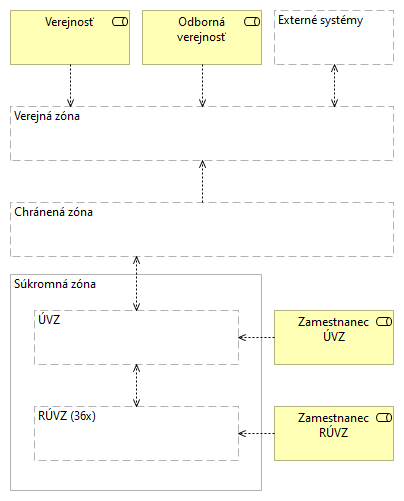 Verejnosť
Odborná
verejnosť
Externé systémy
Verejná zóna
Chránená zóna
Súkromná zóna
ÚVZ
Zamestnanec
ÚVZ
RÚVZ (36x)
Zamestnanec
RÚVZ